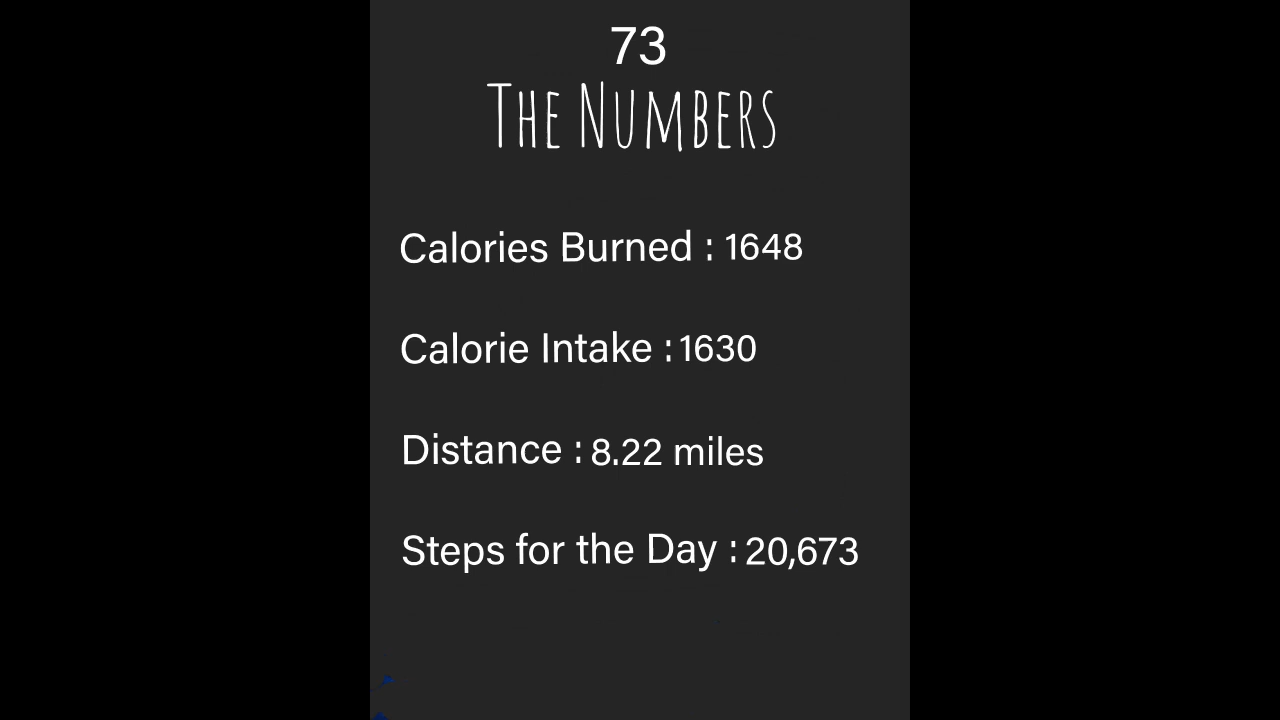 73
The Numbers
Calories Burned : 1648
Calorie Intake : 1630
Distance : 8.22 miles
Steps for the Day : 20,673